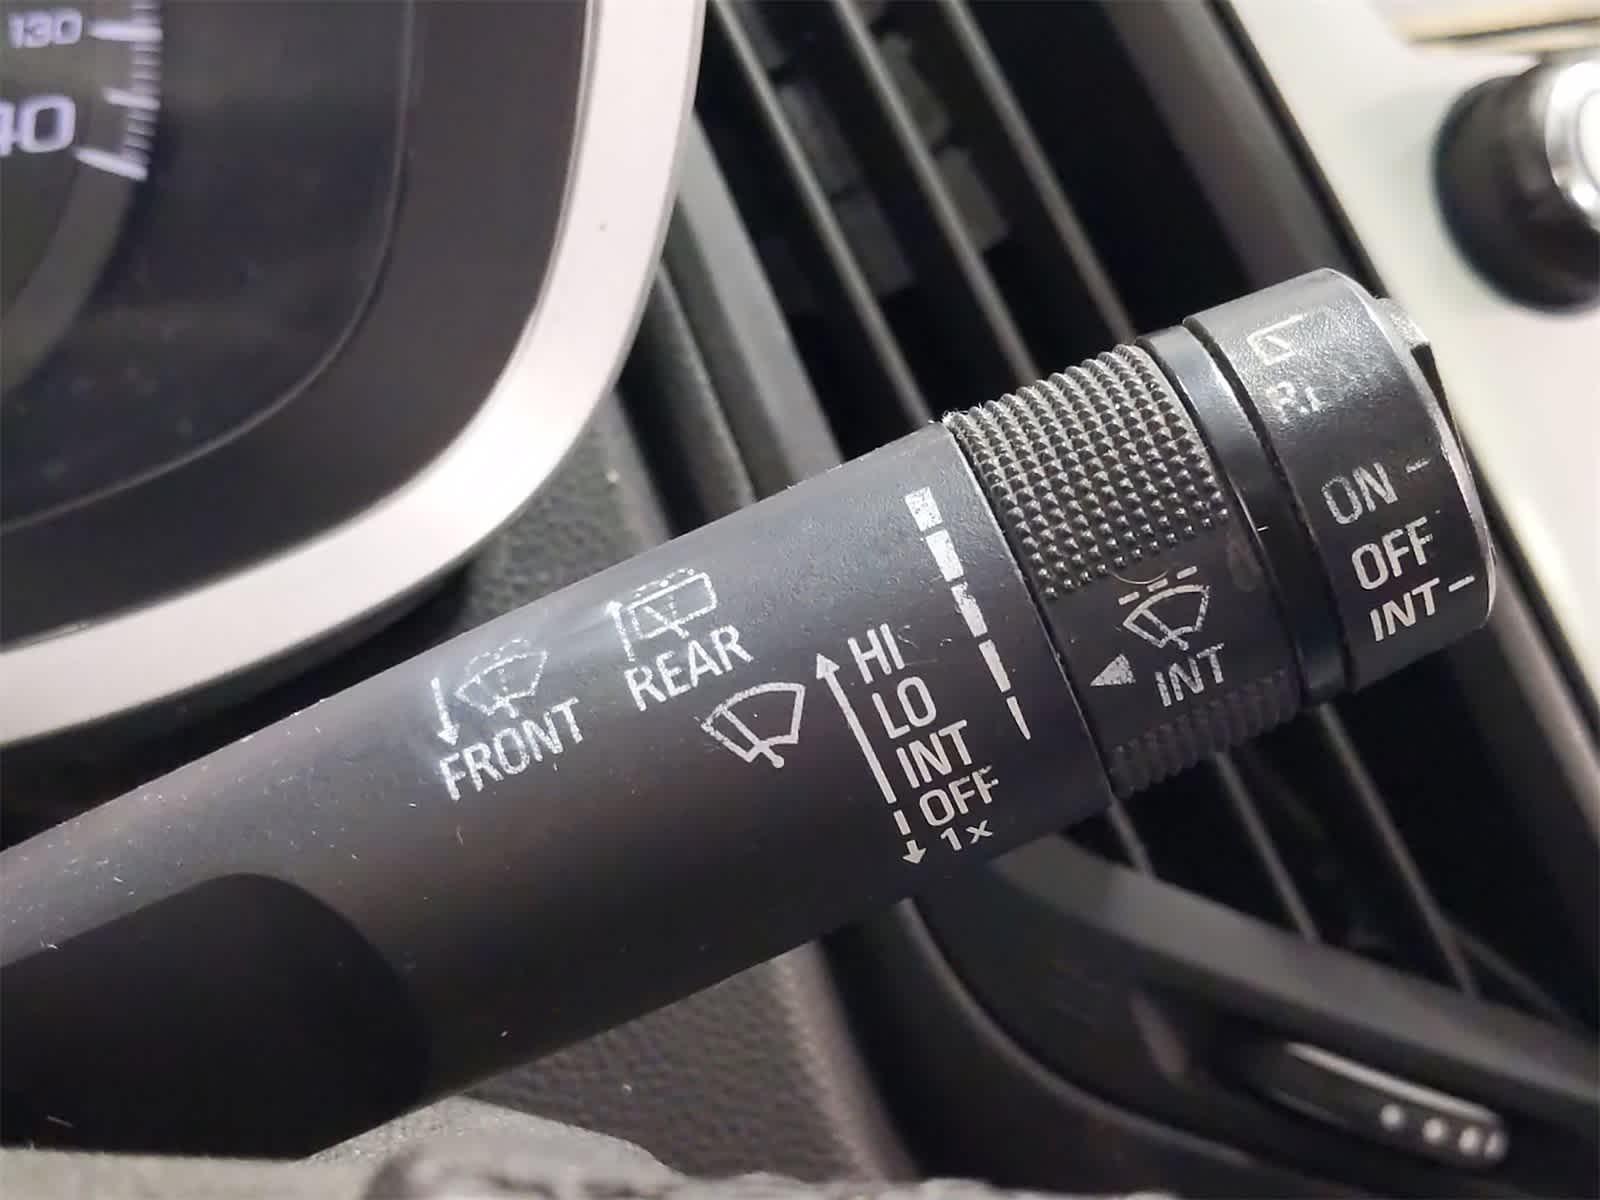 130
40
FRONT
REAR
HI
LO
INT
OFF
1x
INT
ON
OFF
INT